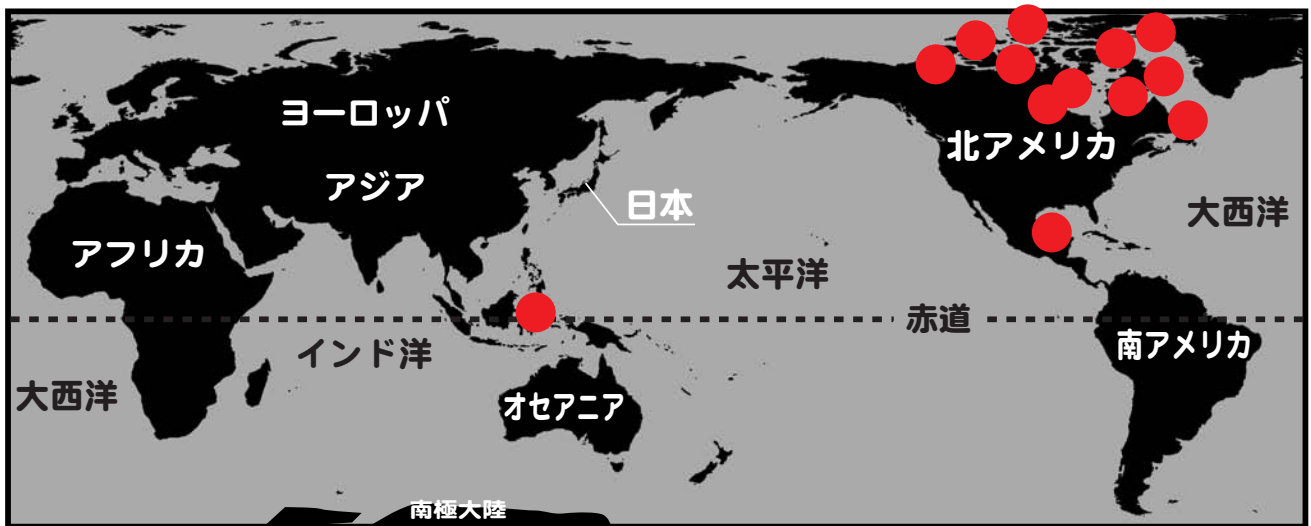 ヨーロッパ
北アメリカ
アジア
日本
大西洋
アフリカ
太平洋
赤道
インド洋
南アメリカ
大西洋
オセアニア
南極大陸